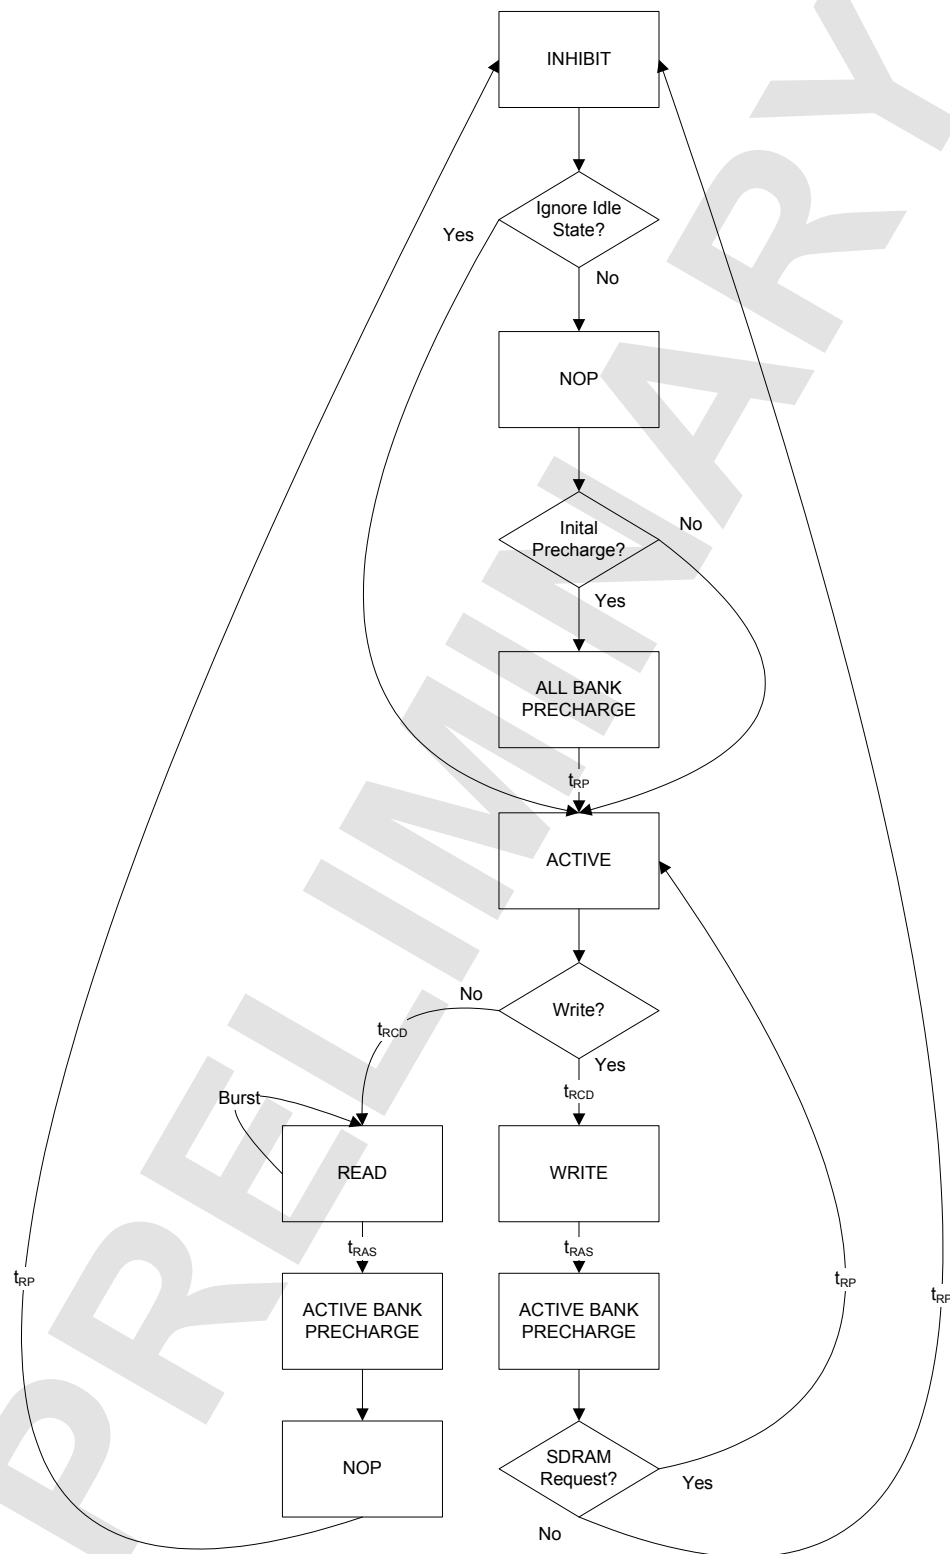 INHIBIT
Ignore Idle
State?
Yes
No
NOP
Inital
Precharge?
No
Yes
ALL BANK
PRECHARGE
tRP
ACTIVE
Write?
No
Yes
tRCD
tRCD
Burst
READ
WRITE
tRAS
tRAS
tRP
tRP
tRP
ACTIVE BANK
PRECHARGE
ACTIVE BANK
PRECHARGE
NOP
SDRAM
Request?
Yes
No
PRELIMINARY